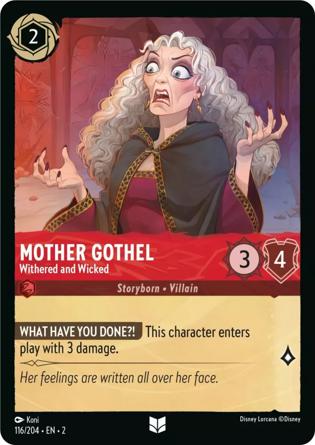 2
MOTHER GOTHEL
Withered and Wicked
3
4
Storyborn • Villain
WHAT HAVE YOU DONE?! This character enters
play with 3 damage.
Her feelings are written all over her face.
Koni
116/204 • EN • 2
Disney Lorcana ©Disney